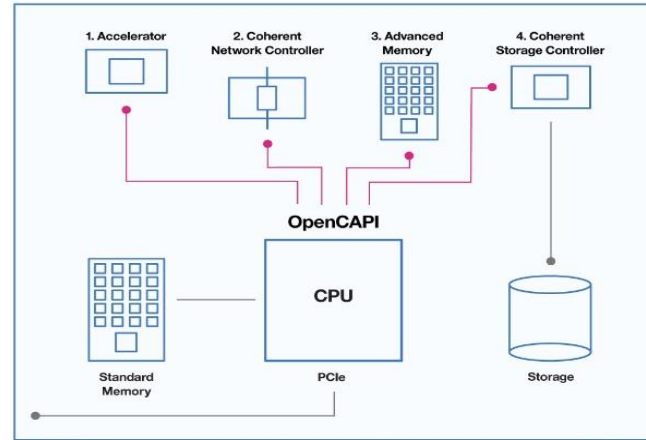 1. Accelerator
2. Coherent
Network Controller
3. Advanced
Memory
4. Coherent
Storage Controller
OpenCAPI
CPU
PCIe
Standard
Memory
Storage